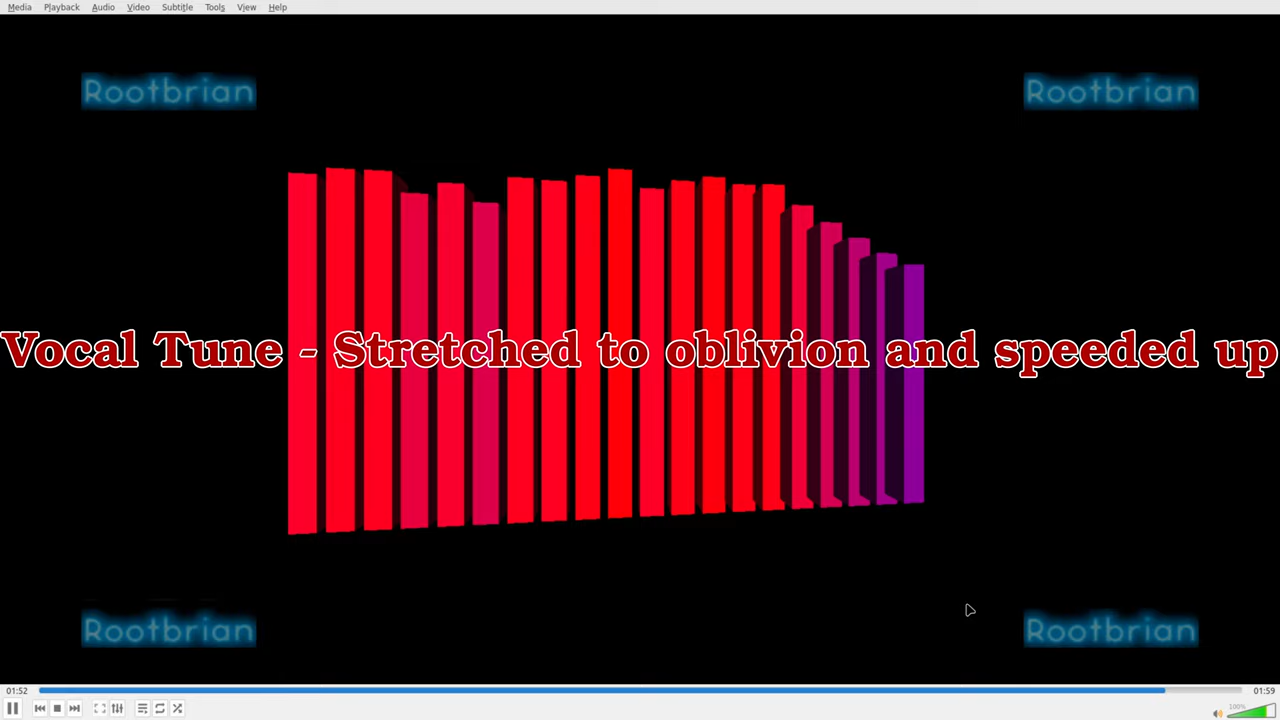 Media Playback Audio Video Subtitle Tools View Help
Rootbrian Rootbrian
Vocal Tune - Stretched to oblivion and speeded up
Rootbrian Rootbrian
01:52 01:59
100%